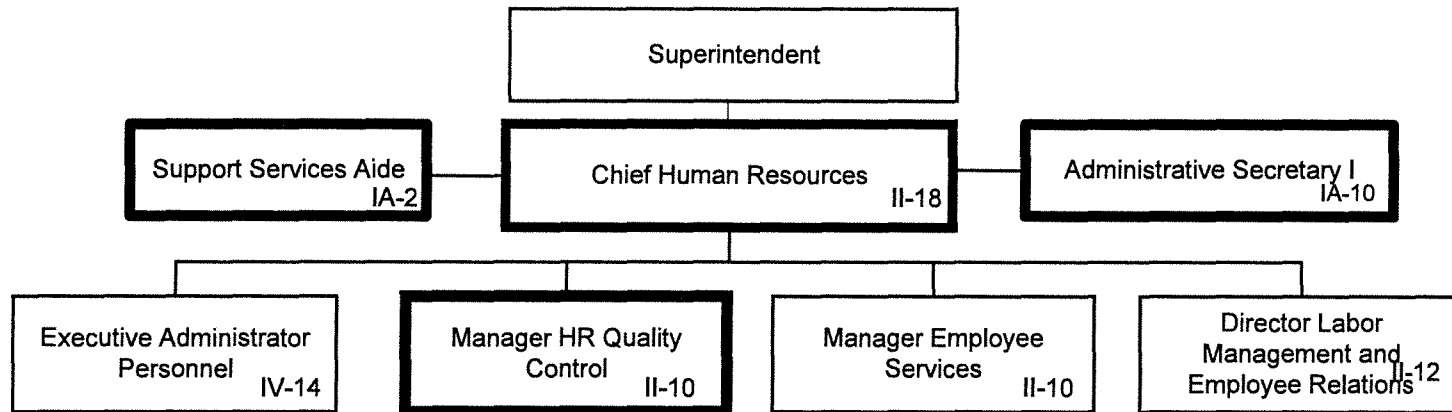 Superintendent
Support Services Aide
IA-2
Chief Human Resources
II-18
Administrative Secretary I
IA-10
Executive Administrator
Personnel
IV-14
Manager HR Quality
Control
II-10
Manager Employee
Services
II-10
Director Labor
Management and
Employee Relations
II-12